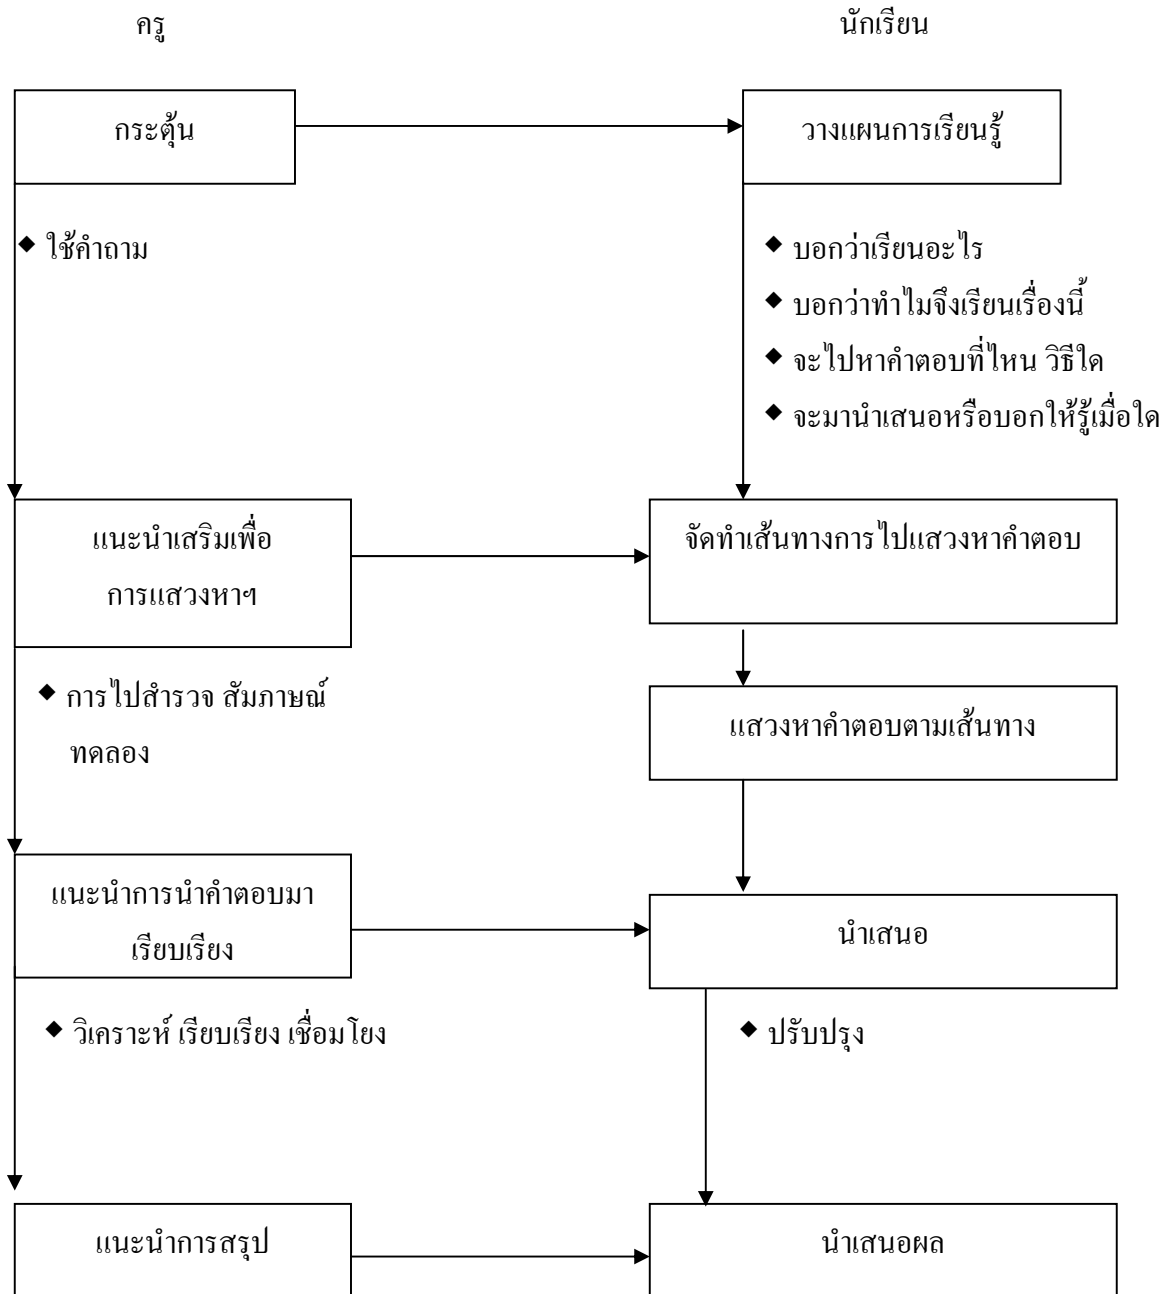 ครู
นักเรียน
กระตุ้น
วางแผนการเรียนรู้
◆ ใช้คำถาม
◆ บอกว่าเรียนอะไร
◆ บอกว่าทำไมจึงเรียนเรื่องนี้
◆ จะไปหาคำตอบที่ไหน วิธีใด
◆ จะมานำเสนอหรือบอกให้รู้เมื่อใด
แนะนำเสริมเพื่อ
การแสวงหาฯ
จัดทำเส้นทางการไปแสวงหาคำตอบ
◆ การไปสำรวจ สัมภาษณ์
ทดลอง
แสวงหาคำตอบตามเส้นทาง
แนะนำการนำคำตอบมา
เรียบเรียง
นำเสนอ
◆ วิเคราะห์ เรียบเรียง เชื่อมโยง
◆ ปรับปรุง
แนะนำการสรุป
นำเสนอผล